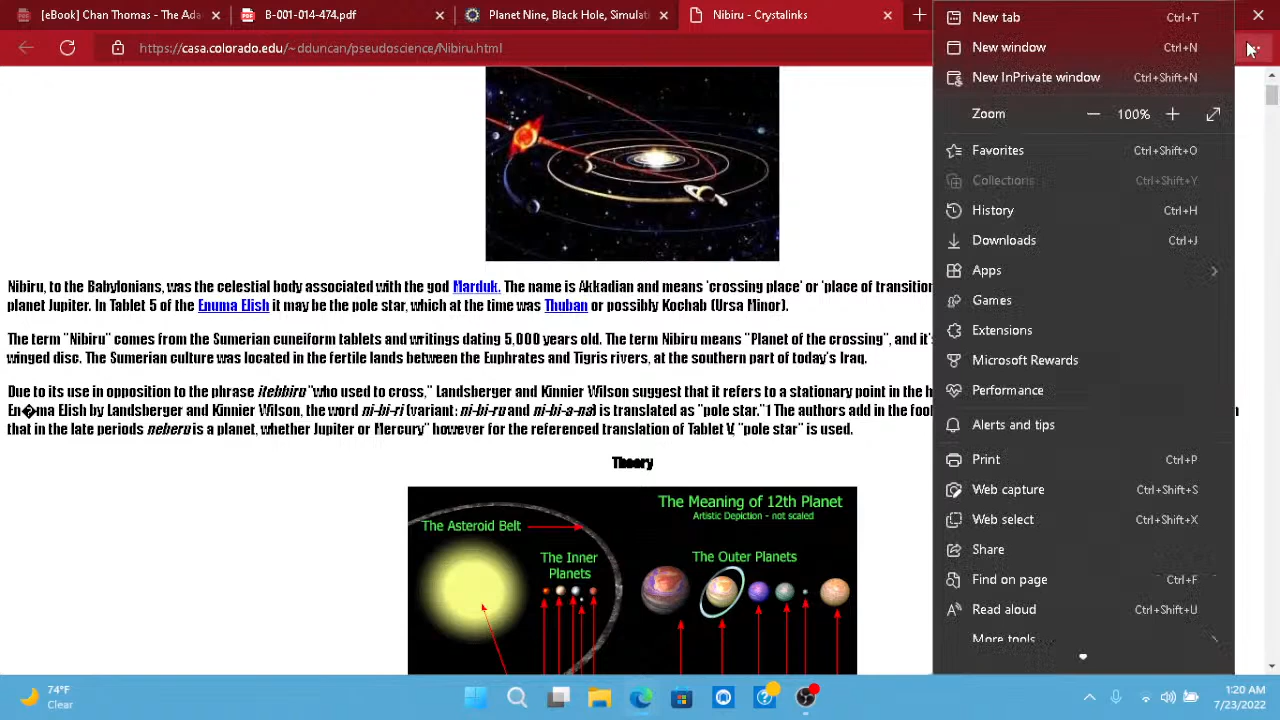 [eBook] Chan Thomas - The Ada
B-001-014-474.pdf
Planet Nine, Black Hole, Simulati
Nibiru - Crystalinks
https://casa.colorado.edu/~dduncan/pseudoscience/Nibiru.html
New tab Ctrl+T
New window Ctrl+N
New InPrivate window Ctrl+Shift+N
Zoom 100%
Favorites Ctrl+Shift+O
Collections Ctrl+Shift+Y
History Ctrl+H
Downloads Ctrl+J
Apps
Games
Extensions
Microsoft Rewards
Performance
Alerts and tips
Print Ctrl+P
Web capture Ctrl+Shift+S
Web select Ctrl+Shift+X
Share
Find on page Ctrl+F
Read aloud Ctrl+Shift+U
More tools
Nibiru, to the Babylonians, was the celestial body associated with the god Marduk. The name is Akkadian and means 'crossing place' or 'place of transition
planet Jupiter. In Tablet 5 of the Enuma Elish it may be the pole star, which at the time was Thuban or possibly Kochab (Ursa Minor).
The term "Nibiru" comes from the Sumerian cuneiform tablets and writings dating 5,000 years old. The term Nibiru means "Planet of the crossing", and it's
winged disc. The Sumerian culture was located in the fertile lands between the Euphrates and Tigris rivers, at the southern part of today's Iraq.
Due to its use in opposition to the phrase itebbiru "who used to cross," Landsberger and Kinnier Wilson suggest that it refers to a stationary point in the h
En�ma Elish by Landsberger and Kinnier Wilson, the word ni-bi-ri (variant: ni-bi-ru and ni-bi-a-na) is translated as "pole star."1 The authors add in the foo
that in the late periods neberu is a planet, whether Jupiter or Mercury" however for the referenced translation of Tablet V, "pole star" is used.
Theory
The Meaning of 12th Planet
Artistic Depiction - not scaled
The Asteroid Belt
The Inner
Planets
The Outer Planets
74°F
Clear
1:20 AM
7/23/2022